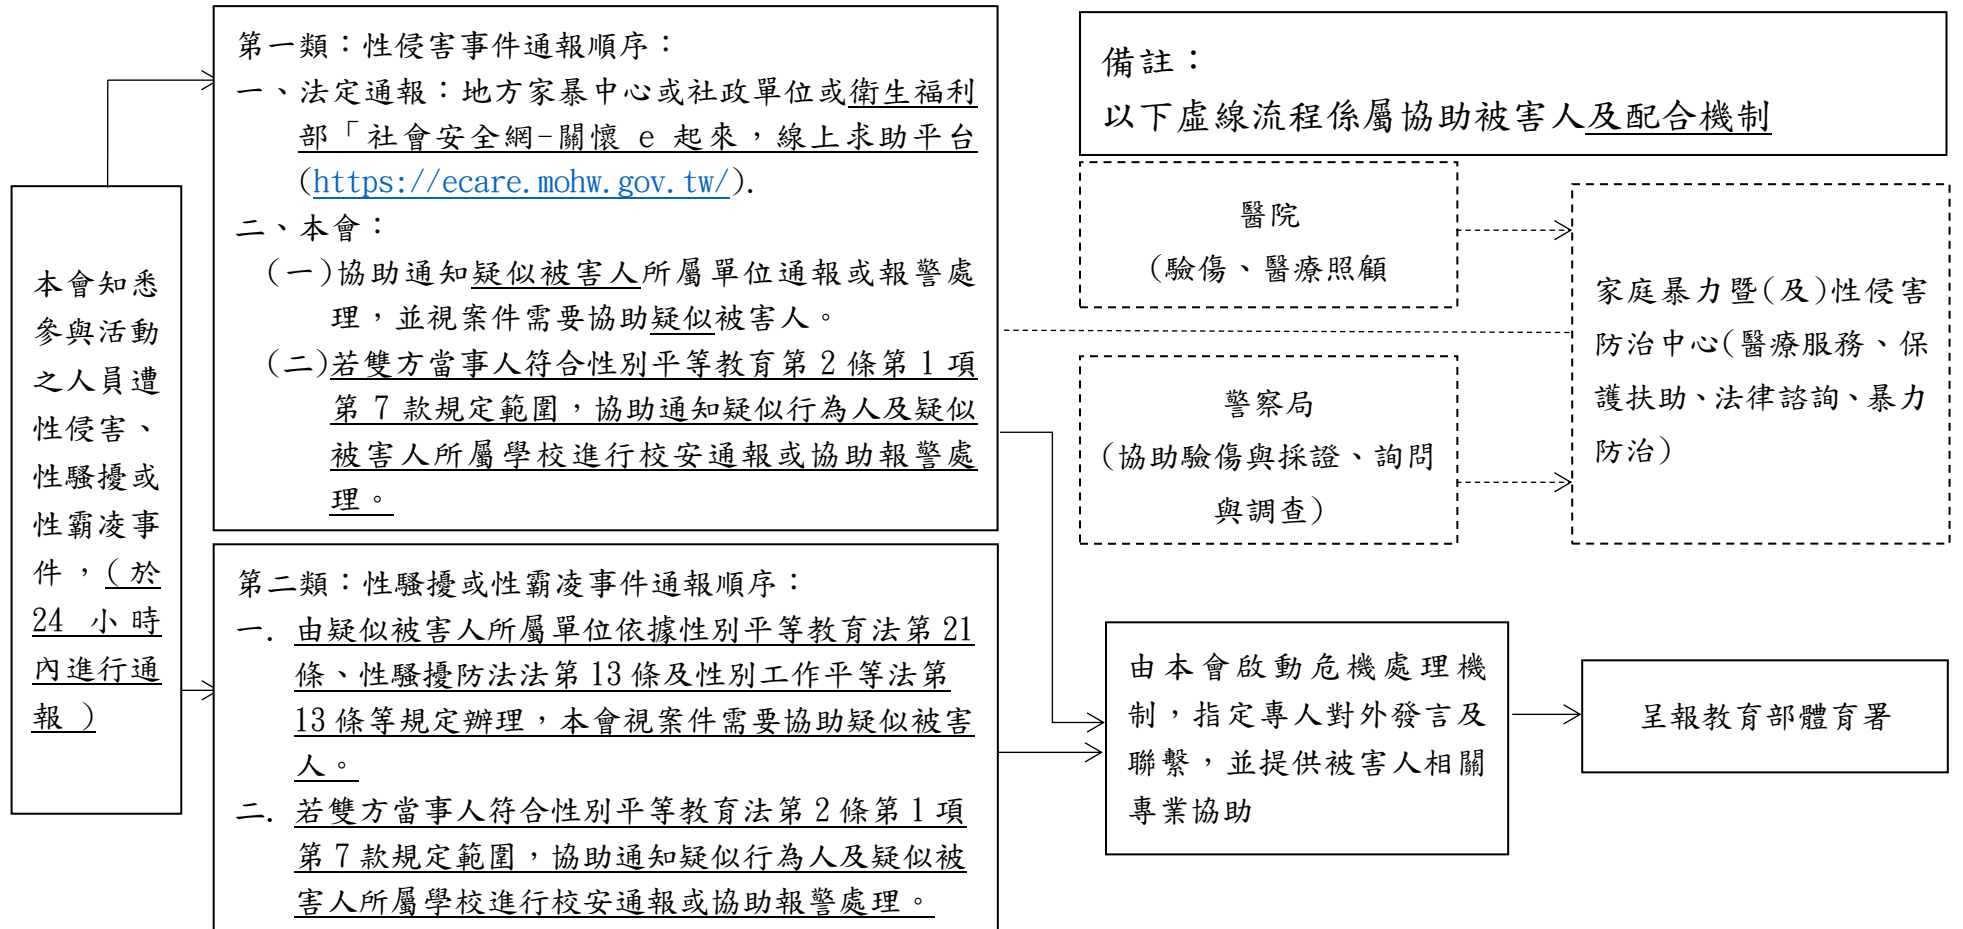 本會知悉
參與活動
之人員遭
性侵害、
性騷擾或
性霸凌事
件，(於
24 小時
內進行通
報 )
第一類：性侵害事件通報順序：
一、法定通報：地方家暴中心或社政單位或衛生福利
部「社會安全網-關懷 e 起來，線上求助平台
(https://ecare.mohw.gov.tw/).
二、本會：
(一)協助通知疑似被害人所屬單位通報或報警處
理，並視案件需要協助疑似被害人。
(二)若雙方當事人符合性別平等教育第 2 條第 1 項
第 7 款規定範圍，協助通知疑似行為人及疑似
被害人所屬學校進行校安通報或協助報警處
理。
第二類：性騷擾或性霸凌事件通報順序：
一. 由疑似被害人所屬單位依據性別平等教育法第 21
條、性騷擾防法法第 13 條及性別工作平等法第
13 條等規定辦理，本會視案件需要協助疑似被害
人。
二. 若雙方當事人符合性別平等教育法第 2 條第 1 項
第 7 款規定範圍，協助通知疑似行為人及疑似被
害人所屬學校進行校安通報或協助報警處理。
備註：
以下虛線流程係屬協助被害人及配合機制
醫院
(驗傷、醫療照顧
警察局
(協助驗傷與採證、詢問
與調查)
家庭暴力暨(及)性侵害
防治中心(醫療服務、保
護扶助、法律諮詢、暴力
防治)
由本會啟動危機處理機
制，指定專人對外發言及
聯繫，並提供被害人相關
專業協助
呈報教育部體育署